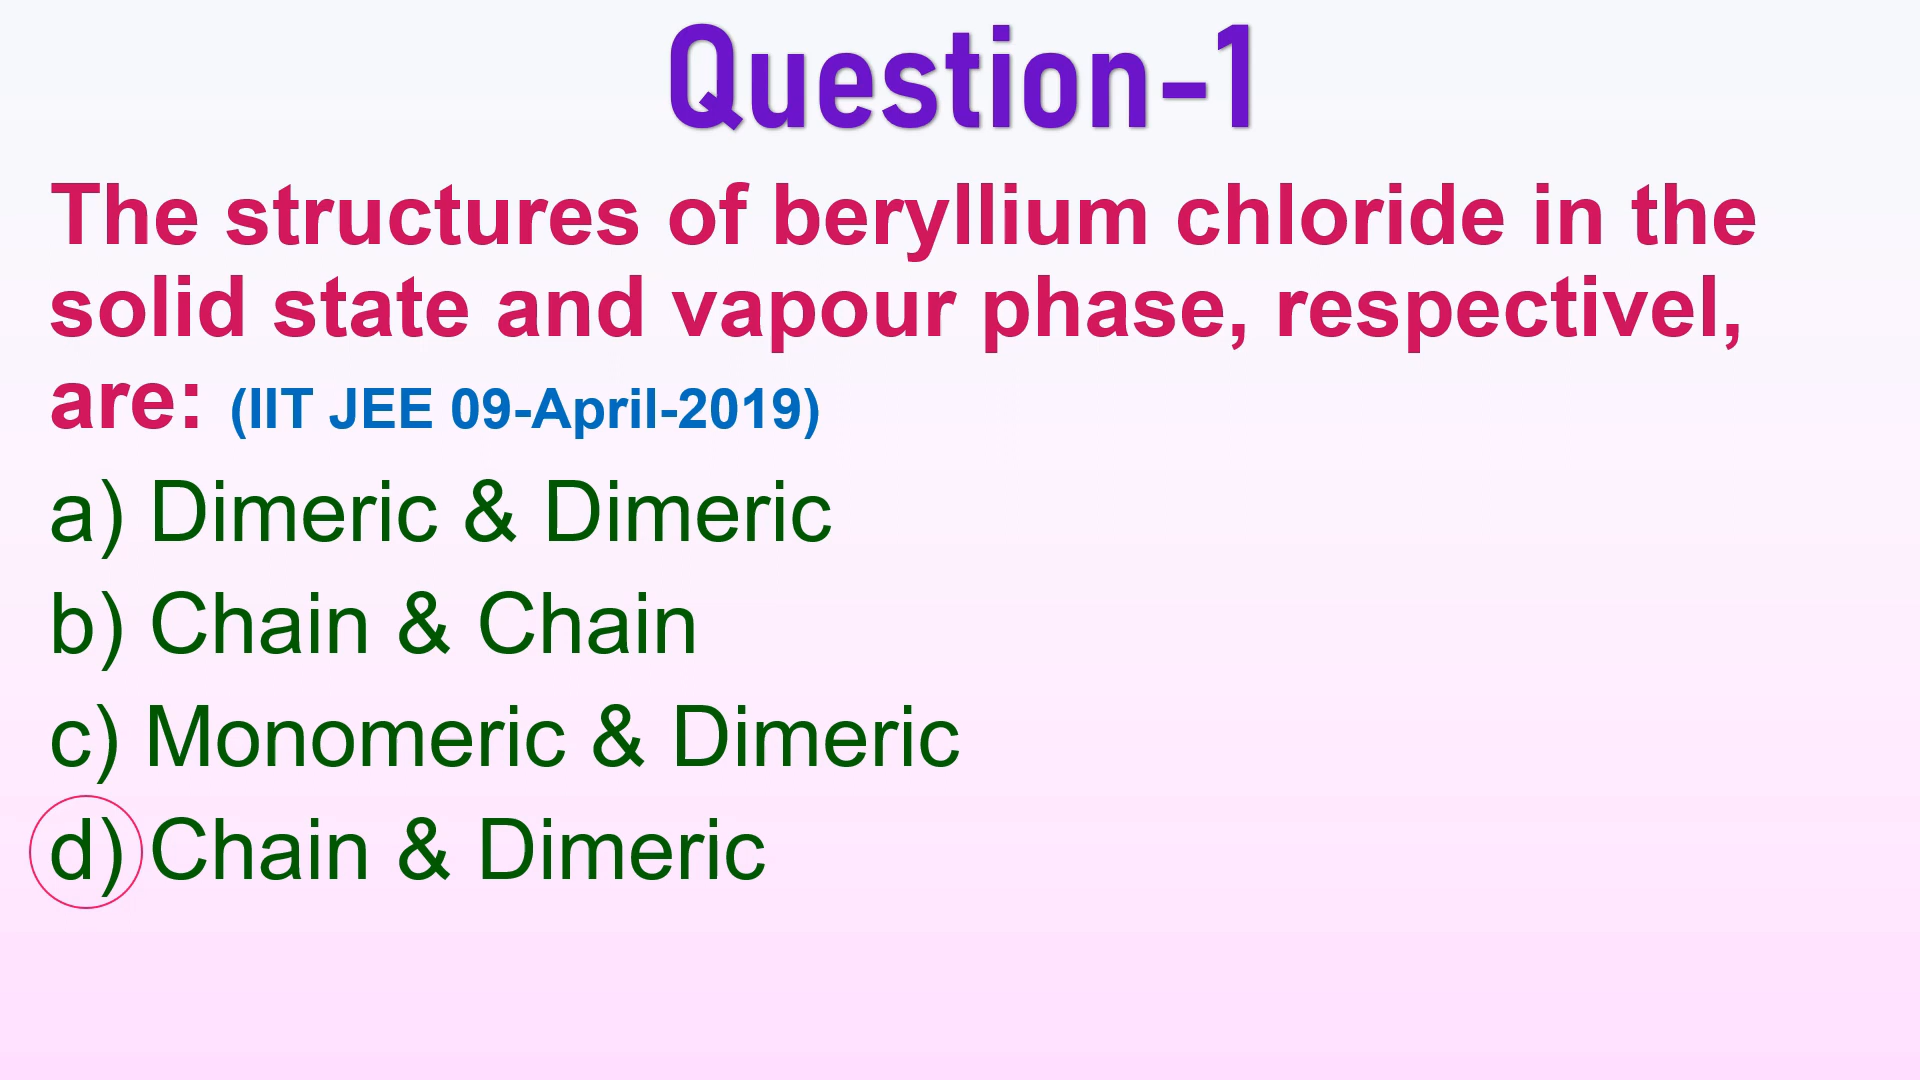 Question-1
The structures of beryllium chloride in the
solid state and vapour phase, respectivel,
are: (IIT JEE 09-April-2019)
a) Dimeric & Dimeric
b) Chain & Chain
c) Monomeric & Dimeric
d) Chain & Dimeric